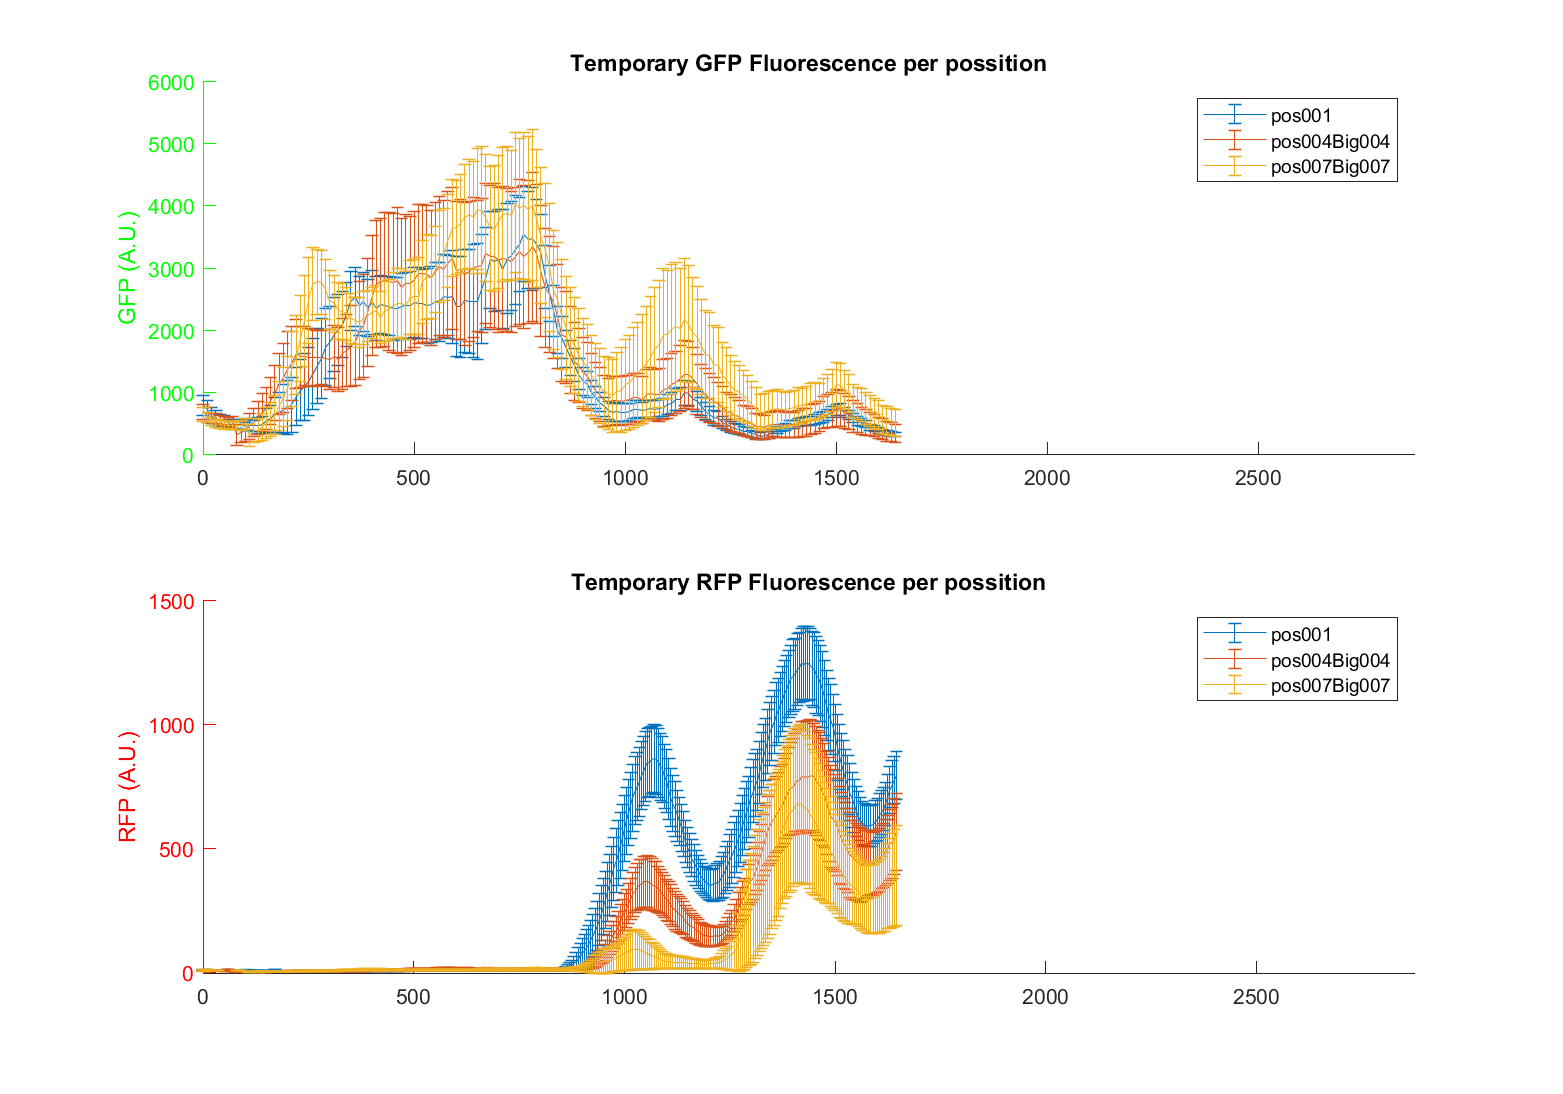 Temporary GFP Fluorescence per possition
6000
5000
4000
3000
2000
1000
0
GFP (A.U.)
0 500 1000 1500 2000 2500
pos001
pos004Big004
pos007Big007
Temporary RFP Fluorescence per possition
1500
1000
500
0
RFP (A.U.)
0 500 1000 1500 2000 2500
pos001
pos004Big004
pos007Big007